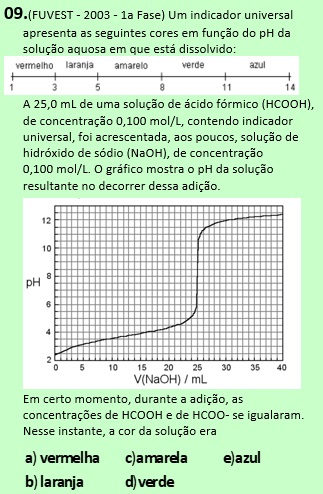 09.(FUVEST - 2003 - 1a Fase) Um indicador universal
apresenta as seguintes cores em função do pH da
solução aquosa em que está dissolvido:
vermelho laranja amarelo verde azul
1 3 5 8 11 14
A 25,0 mL de uma solução de ácido fórmico (HCOOH),
de concentração 0,100 mol/L, contendo indicador
universal, foi acrescentada, aos poucos, solução de
hidróxido de sódio (NaOH), de concentração
0,100 mol/L. O gráfico mostra o pH da solução
resultante no decorrer dessa adição.
12
10
pH 8
6
4
2
0 5 10 15 20 25 30 35 40
V(NaOH) / mL
Em certo momento, durante a adição, as
concentrações de HCOOH e de HCOO- se igualaram.
Nesse instante, a cor da solução era
a) vermelha c)amarela e)azul
b) laranja d)verde